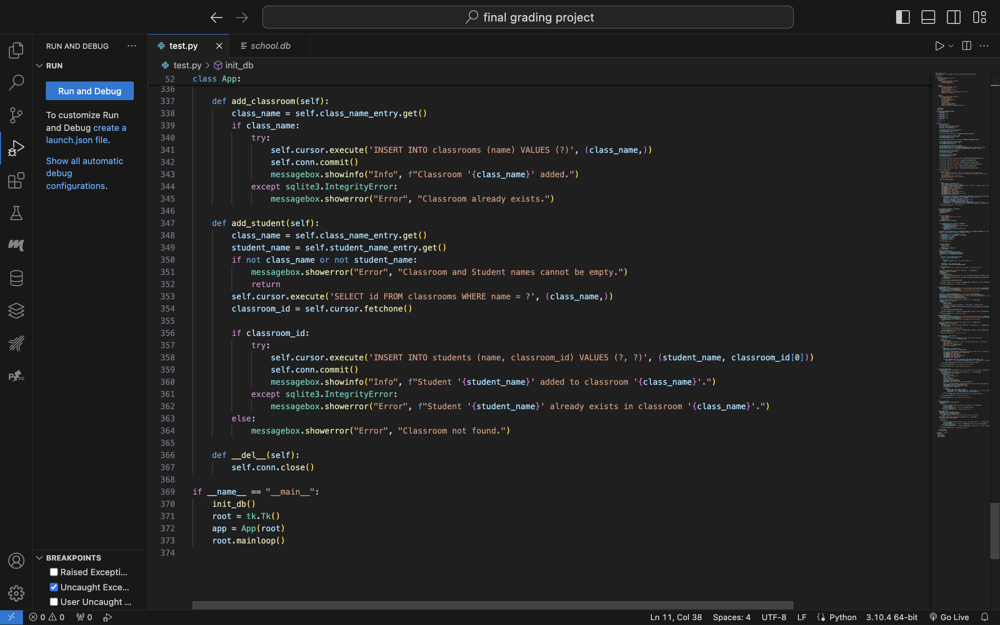 final grading project
RUN AND DEBUG
test.py
school.db
RUN
test.py > init_db
Run and Debug
To customize Run
and Debug create a
launch.json file.
Show all automatic
debug
configurations.
52 class App:
336
337 def add_classroom(self):
338 class_name = self.class_name_entry.get()
339 if class_name:
340 try:
341 self.cursor.execute('INSERT INTO classrooms (name) VALUES (?)', (class_name,))
342 self.conn.commit()
343 messagebox.showinfo("Info", f"Classroom '{class_name}' added.")
344 except sqlite3.IntegrityError:
345 messagebox.showerror("Error", "Classroom already exists.")
346
347 def add_student(self):
348 class_name = self.class_name_entry.get()
349 student_name = self.student_name_entry.get()
350 if not class_name or not student_name:
351 messagebox.showerror("Error", "Classroom and Student names cannot be empty.")
352 return
353 self.cursor.execute('SELECT id FROM classrooms WHERE name = ?', (class_name,))
354 classroom_id = self.cursor.fetchone()
355
356 if classroom_id:
357 try:
358 self.cursor.execute('INSERT INTO students (name, classroom_id) VALUES (?, ?)', (student_name, classroom_id[0]))
359 self.conn.commit()
360 messagebox.showinfo("Info", f"Student '{student_name}' added to classroom '{class_name}'.")
361 except sqlite3.IntegrityError:
362 messagebox.showerror("Error", f"Student '{student_name}' already exists in classroom '{class_name}'.")
363 else:
364 messagebox.showerror("Error", "Classroom not found.")
365
366 def __del__(self):
367 self.conn.close()
368
369 if __name__ == "__main__":
370 init_db()
371 root = tk.Tk()
372 app = App(root)
373 root.mainloop()
374
BREAKPOINTS
Raised Excepti...
Uncaught Exce...
User Uncaught ...
0 0 0
Ln 11, Col 38 Spaces: 4 UTF-8 LF Python 3.10.4 64-bit Go Live